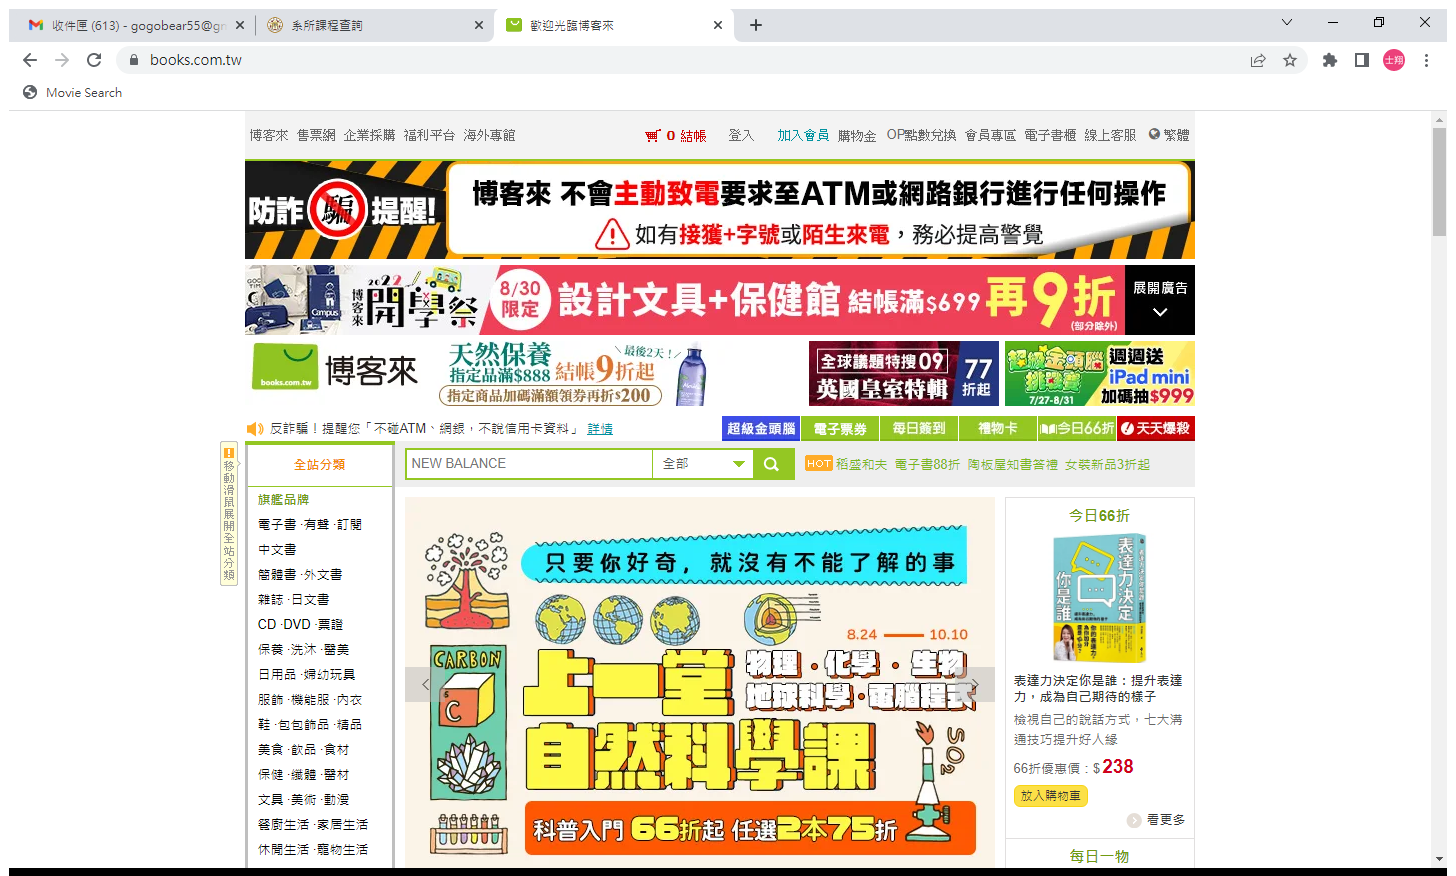 收件匣 (613) - gogobear55@gn
系所課程查詢
歡迎光臨博客來
books.com.tw
士翔
Movie Search
博客來 售票網 企業採購 福利平台 海外專館
0 結帳 登入 加入會員 購物金 OP點數兌換 會員專區 電子書櫃 線上客服 繁體
防詐騙提醒!
博客來 不會主動致電要求至ATM或網路銀行進行任何操作
如有接獲+字號或陌生來電，務必提高警覺
Campus
2022
博客來
開學祭
8/30
限定
設計文具+保健館 結帳滿$699 再9折
(部分除外)
展開廣告
books.com.tw
博客來
天然保養
最後2天!
指定品滿$888 結帳9折起
指定商品加碼滿額領券再折$200
全球議題特搜09
英國皇室特輯
77
折起
超級金頭腦
排名賽
7/27-8/31
週週送
iPad mini
加碼抽$999
反詐騙！提醒您「不碰ATM、網銀，不說信用卡資料」 詳情
超級金頭腦 電子票券 每日簽到 禮物卡 今日66折 天天爆殺
移動滑鼠展開全站分類
全站分類
NEW BALANCE
全部
HOT 稻盛和夫 電子書88折 陶板屋知書答禮 女裝新品3折起
旗艦品牌
電子書 ·有聲 ·訂閱
中文書
簡體書 ·外文書
雜誌 ·日文書
CD ·DVD ·票證
保養 ·洗沐 ·醫美
日用品 ·婦幼玩具
服飾 ·機能服 ·內衣
鞋 ·包包飾品 ·精品
美食 ·飲品 ·食材
保健 ·纖體 ·醫材
文具 ·美術 ·動漫
餐廚生活 ·家居生活
休閒生活 ·寵物生活
只要你好奇，就沒有不能了解的事
8.24
10.10
CARBON
C
上一堂
物理・化學・生物
地球科學・電腦程式
自然科學課
SO2
科普入門 66折起 任選2本75折
今日66折
表達力決定
你是誰
表達力決定你是誰：提升表達
力，成為自己期待的樣子
檢視自己的說話方式，七大溝
通技巧提升好人緣
66折優惠價：$238
放入購物車
看更多
每日一物